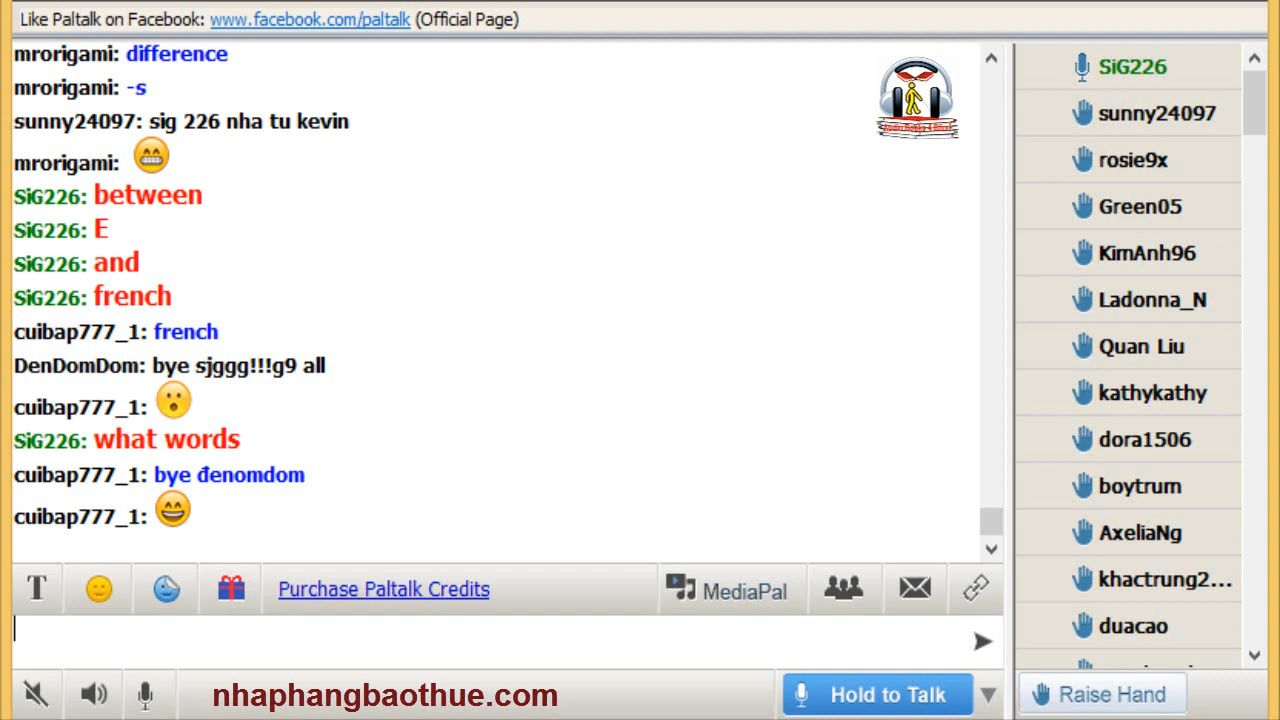 Like Paltalk on Facebook: www.facebook.com/paltalk (Official Page)
mrorigami: difference
mrorigami: -s
sunny24097: sig 226 nha tu kevin
mrorigami:
SiG226: between
SiG226: E
SiG226: and
SiG226: french
cuibap777_1: french
DenDomDom: bye sjggg!!!g9 all
cuibap777_1:
SiG226: what words
cuibap777_1: bye đenomdom
cuibap777_1:
T
Purchase Paltalk Credits
MediaPal
nhaphangbaothue.com
Hold to Talk
SiG226
sunny24097
rosie9x
Green05
KimAnh96
Ladonna_N
Quan Liu
kathykathy
dora1506
boytrum
AxeliaNg
khactrung2...
duacao
Raise Hand